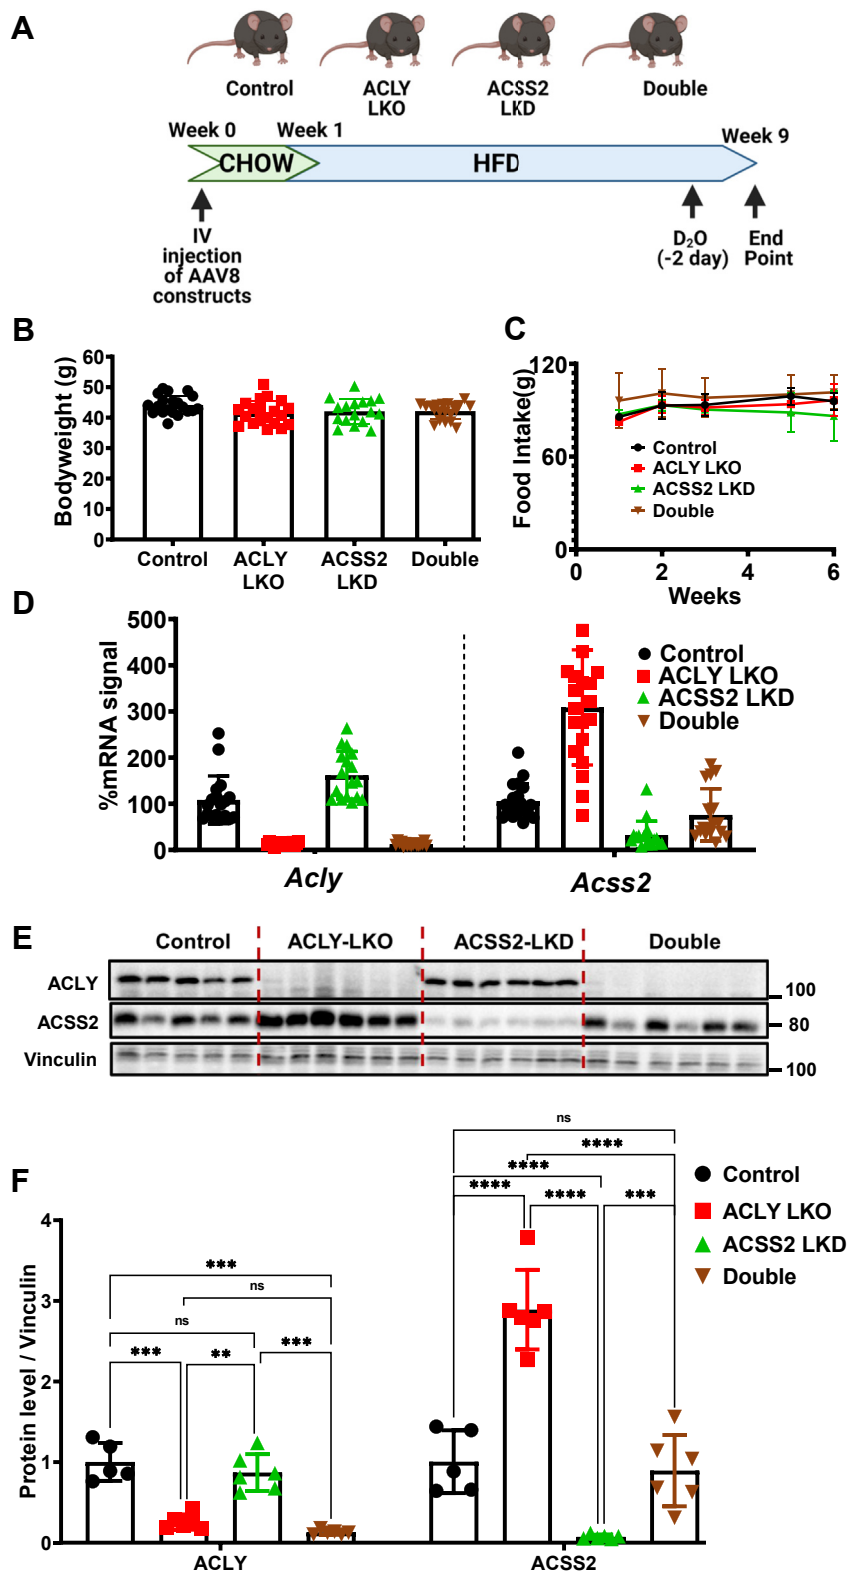 A
Control
ACLY
LKO
ACSS2
LKD
Double
Week 0
Week 1
Week 9
CHOW
HFD
IV
injection
of AAV8
constructs
D₂O
(-2 day)
End
Point
B
Bodyweight (g)
60
50
40
30
20
10
0
Control
ACLY
LKO
ACSS2
LKD
Double
C
Food Intake(g)
120
60
0
Control
ACLY LKO
ACSS2 LKD
Double
0
2
4
6
Weeks
D
%mRNA signal
500
400
300
200
100
0
Control
ACLY LKO
ACSS2 LKD
Double
Acly
Acss2
E
Control
ACLY-LKO
ACSS2-LKD
Double
ACLY
100
ACSS2
80
Vinculin
100
F
Protein level / Vinculin
4
3
2
1
0
***
ns
ns
***
**
***
ns
****
****
****
****
***
Control
ACLY LKO
ACSS2 LKD
Double
ACLY
ACSS2